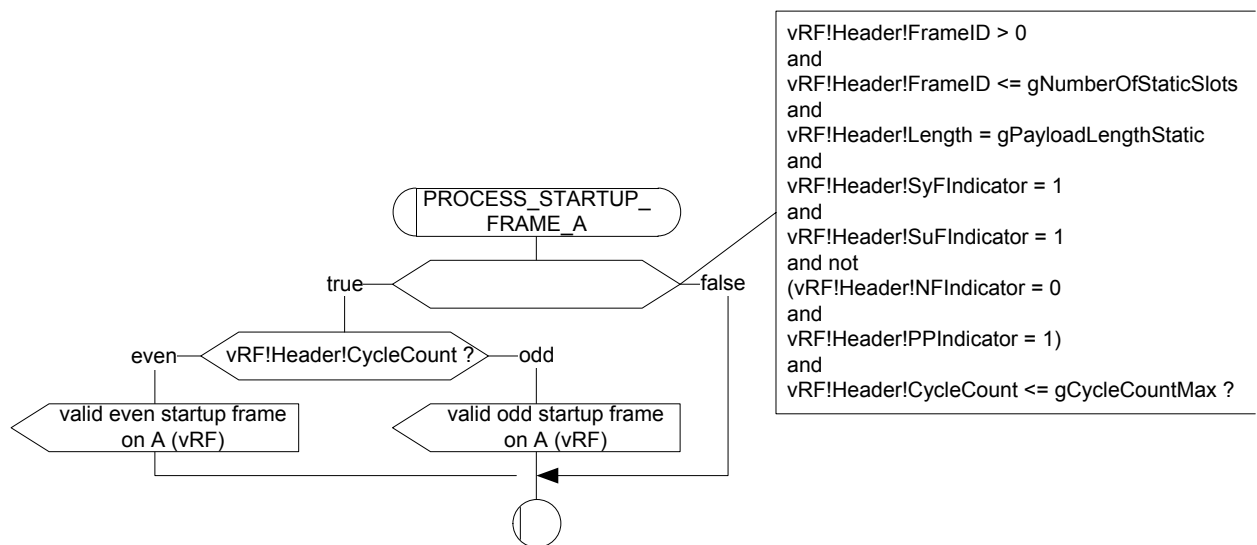 vRF!Header!FrameID > 0
and
vRF!Header!FrameID <= gNumberOfStaticSlots
and
vRF!Header!Length = gPayloadLengthStatic
and
vRF!Header!SyFIndicator = 1
and
vRF!Header!SuFIndicator = 1
and not
(vRF!Header!NFIndicator = 0
and
vRF!Header!PPIndicator = 1)
and
vRF!Header!CycleCount <= gCycleCountMax ?
PROCESS_STARTUP_
FRAME_A
true
false
even
vRF!Header!CycleCount ?
odd
valid even startup frame
on A (vRF)
valid odd startup frame
on A (vRF)